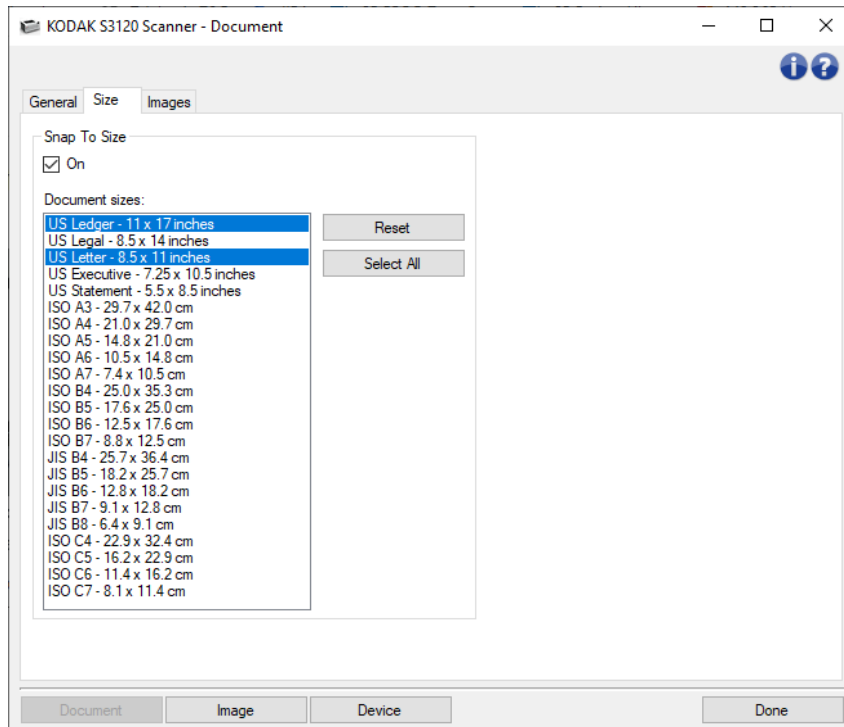 KODAK S3120 Scanner - Document
General Size Images
Snap To Size
On
Document sizes:
US Ledger - 11 x 17 inches
US Legal - 8.5 x 14 inches
US Letter - 8.5 x 11 inches
US Executive - 7.25 x 10.5 inches
US Statement - 5.5 x 8.5 inches
ISO A3 - 29.7 x 42.0 cm
ISO A4 - 21.0 x 29.7 cm
ISO A5 - 14.8 x 21.0 cm
ISO A6 - 10.5 x 14.8 cm
ISO A7 - 7.4 x 10.5 cm
ISO B4 - 25.0 x 35.3 cm
ISO B5 - 17.6 x 25.0 cm
ISO B6 - 12.5 x 17.6 cm
ISO B7 - 8.8 x 12.5 cm
JIS B4 - 25.7 x 36.4 cm
JIS B5 - 18.2 x 25.7 cm
JIS B6 - 12.8 x 18.2 cm
JIS B7 - 9.1 x 12.8 cm
JIS B8 - 6.4 x 9.1 cm
ISO C4 - 22.9 x 32.4 cm
ISO C5 - 16.2 x 22.9 cm
ISO C6 - 11.4 x 16.2 cm
ISO C7 - 8.1 x 11.4 cm
Reset
Select All
Document Image Device Done